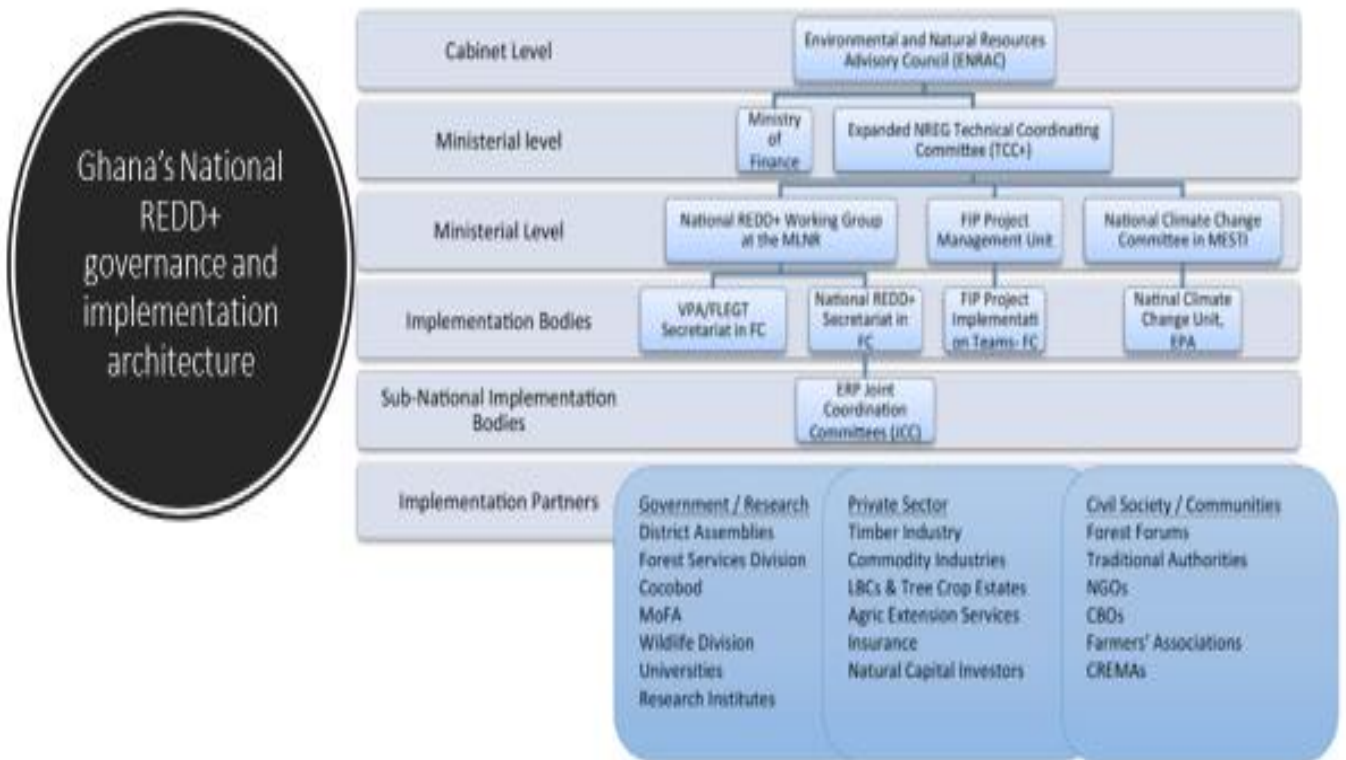 Ghana's National
REDD+
governance and
implementation
architecture
Cabinet Level
Environmental and Natural Resources
Advisory Council (ENRAC)
Ministerial level
Ministry
of
Finance
Expanded NREG Technical Coordinating
Committee (TCC+)
Ministerial Level
National REDD+ Working Group
at the MLNR
FIP Project
Management Unit
National Climate Change
Committee in MESTI
Implementation Bodies
VPA/FLEGT
Secretariat in FC
National REDD+
Secretariat in
FC
FIP Project
Implementati
on Teams- FC
Natinal Climate
Change Unit,
EPA
Sub-National Implementation
Bodies
ERP Joint
Coordination
Committees (JCC)
Implementation Partners
Government / Research
District Assemblies
Forest Services Division
Cocobod
MoFA
Wildlife Division
Universities
Research Institutes
Private Sector
Timber Industry
Commodity Industries
LBCs & Tree Crop Estates
Agric Extension Services
Insurance
Natural Capital Investors
Civil Society / Communities
Forest Forums
Traditional Authorities
NGOs
CBOs
Farmers' Associations
CREMAs